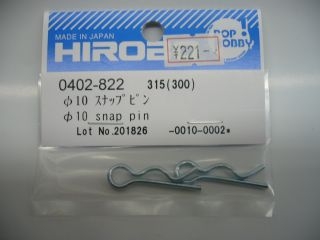 MADE IN JAPAN
HIROBO
POP
HOBBY
¥221-
0402-822 315(300)
φ10 スナップピン
φ10 snap pin
Lot No.201826 -0010-0002*